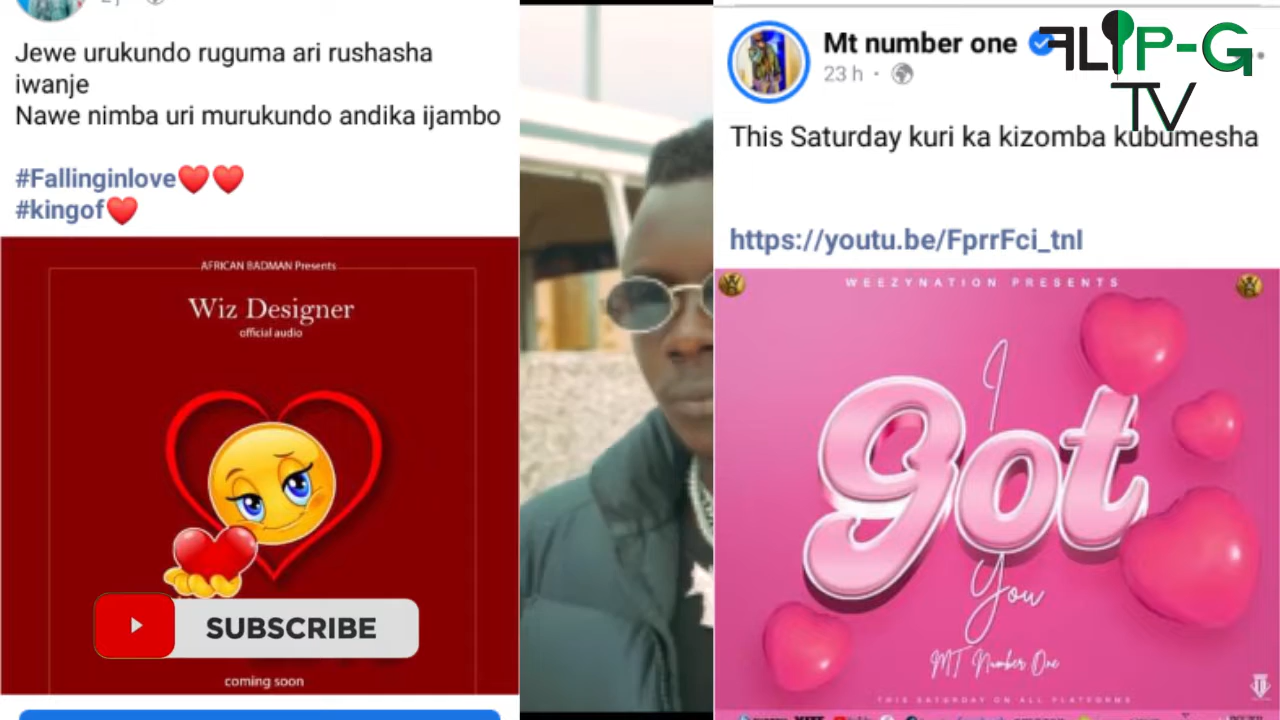 Jewe urukundo ruguma ari rushasha
iwanje
Nawe nimba uri murukundo andika ijambo
#Fallinginlove❤️❤️
#kingof❤️
AFRICAN BADMAN Presents
Wiz Designer
official audio
SUBSCRIBE
coming soon
Mt number one
23 h ·
FLIP-G
TV
This Saturday kuri ka kizomba kubumesha
https://youtu.be/FprrFci_tnI
WEEZYNATION PRESENTS
I
got
You
MT Number One
THIS SATURDAY ON ALL PLATFORMS